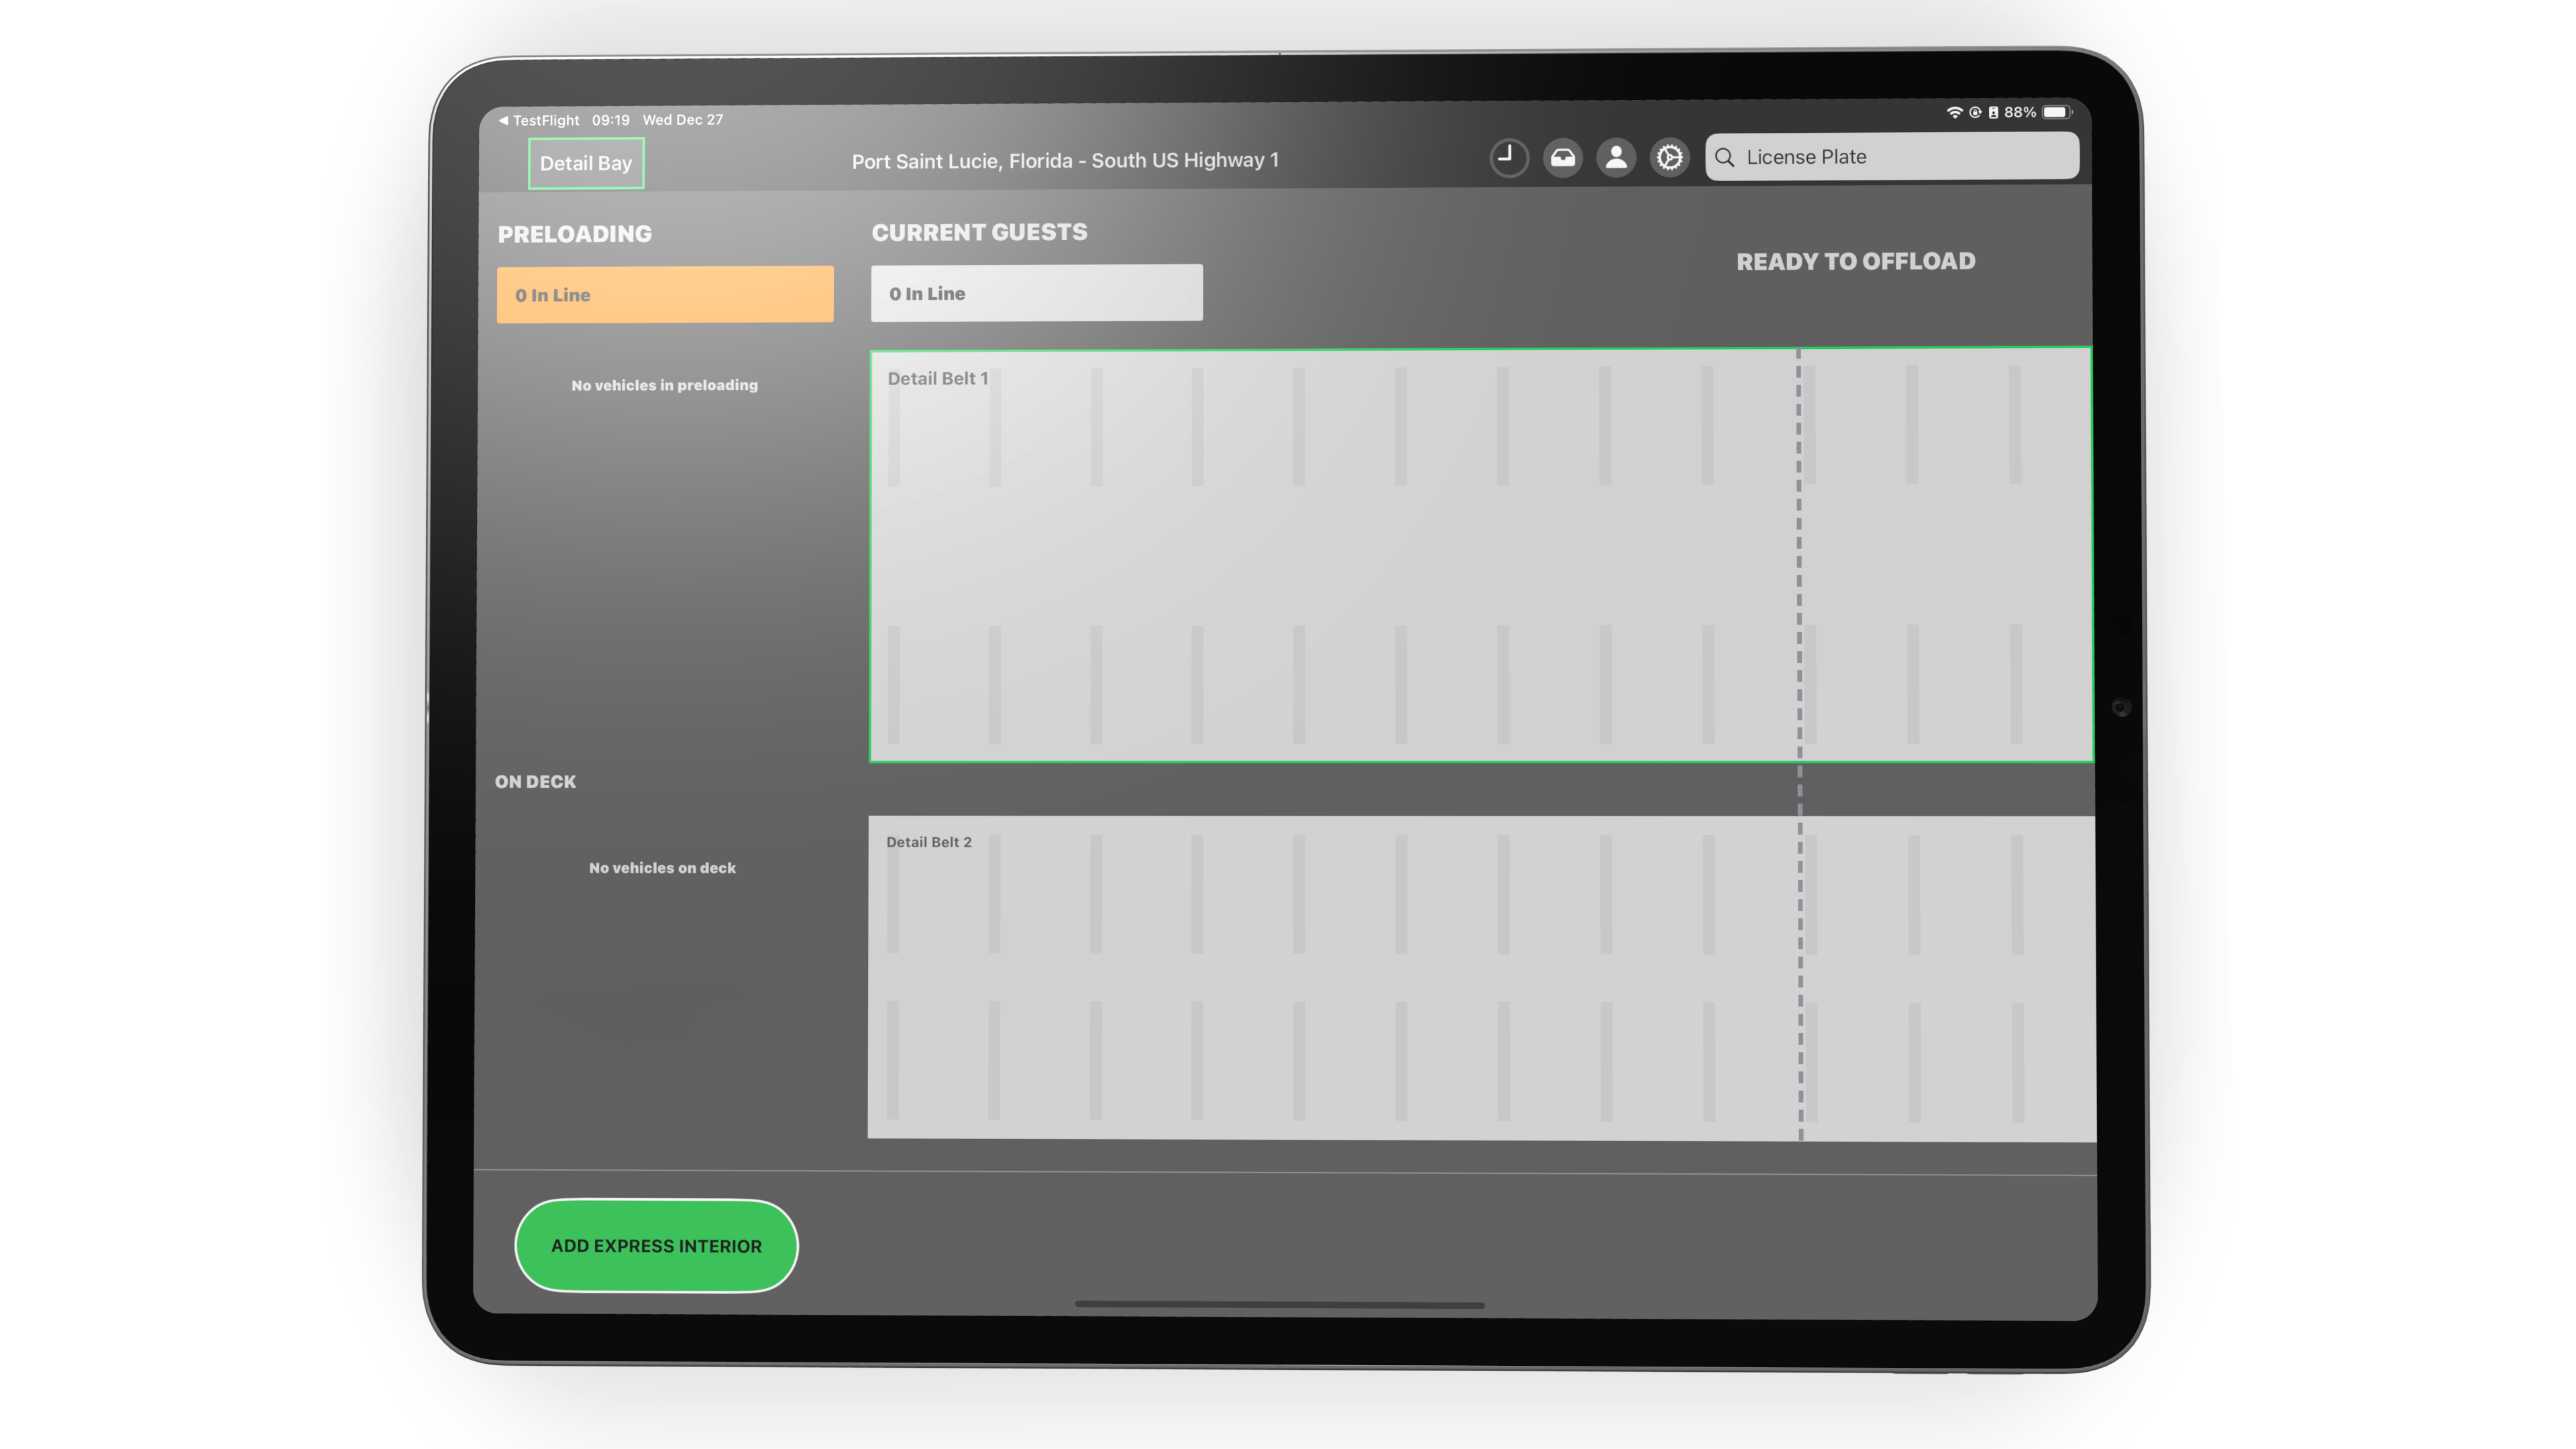 ◀ TestFlight 09:19 Wed Dec 27
88%
Detail Bay
Port Saint Lucie, Florida - South US Highway 1
License Plate
PRELOADING
CURRENT GUESTS
READY TO OFFLOAD
0 In Line
0 In Line
No vehicles in preloading
Detail Belt 1
ON DECK
No vehicles on deck
Detail Belt 2
ADD EXPRESS INTERIOR